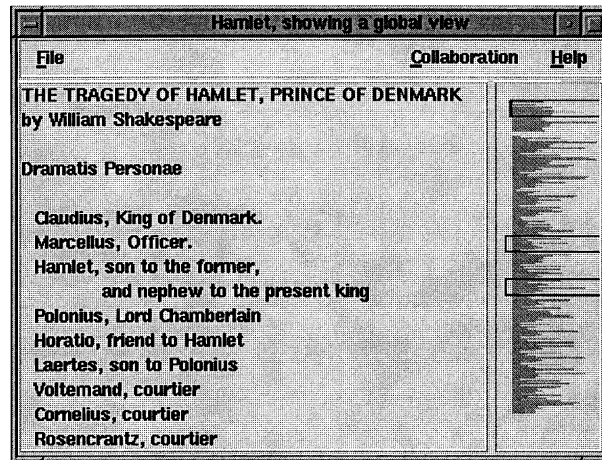 Hamlet, showing a global view
File Collaboration Help
THE TRAGEDY OF HAMLET, PRINCE OF DENMARK
by William Shakespeare
Dramatis Personae
Claudius, King of Denmark.
Marcellus, Officer.
Hamlet, son to the former,
and nephew to the present king
Polonius, Lord Chamberlain
Horatio, friend to Hamlet
Laertes, son to Polonius
Voltemand, courtier
Cornelius, courtier
Rosencrantz, courtier